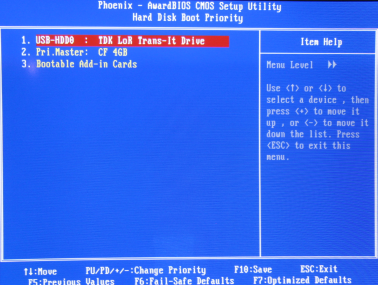 Phoenix - AwardBIOS CMOS Setup Utility
Hard Disk Boot Priority
1. USB-HDD0 : TDK LoR Trans-It Drive
2. Pri.Master: CF 4GB
3. Bootable Add-in Cards
Item Help
Menu Level
Use <↑> or <↓> to
select a device , then
press <+> to move it
up , or <-> to move it
down the list. Press
<ESC> to exit this
menu.
↑↓:Move PU/PD/+/-:Change Priority F10:Save ESC:Exit
F5:Previous Values F6:Fail-Safe Defaults F7:Optimized Defaults